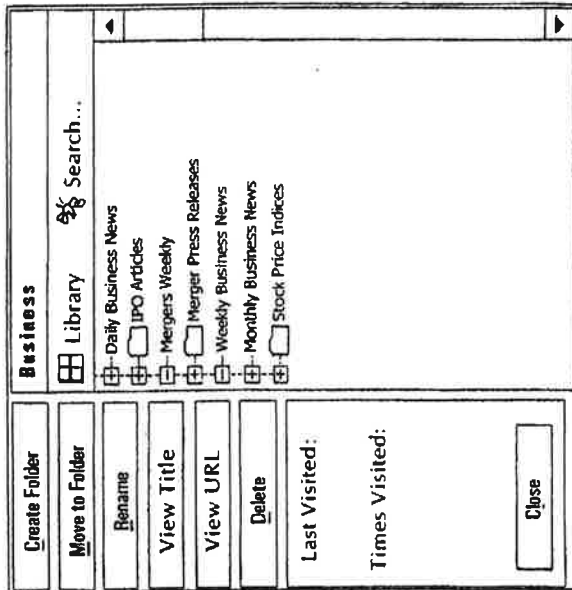 Create Folder
Move to Folder
Rename
View Title
View URL
Delete
Last Visited:
Times Visited:
Close
Business
Library
Search...
Daily Business News
IPO Articles
Mergers Weekly
Merger Press Releases
Weekly Business News
Monthly Business News
Stock Price Indices